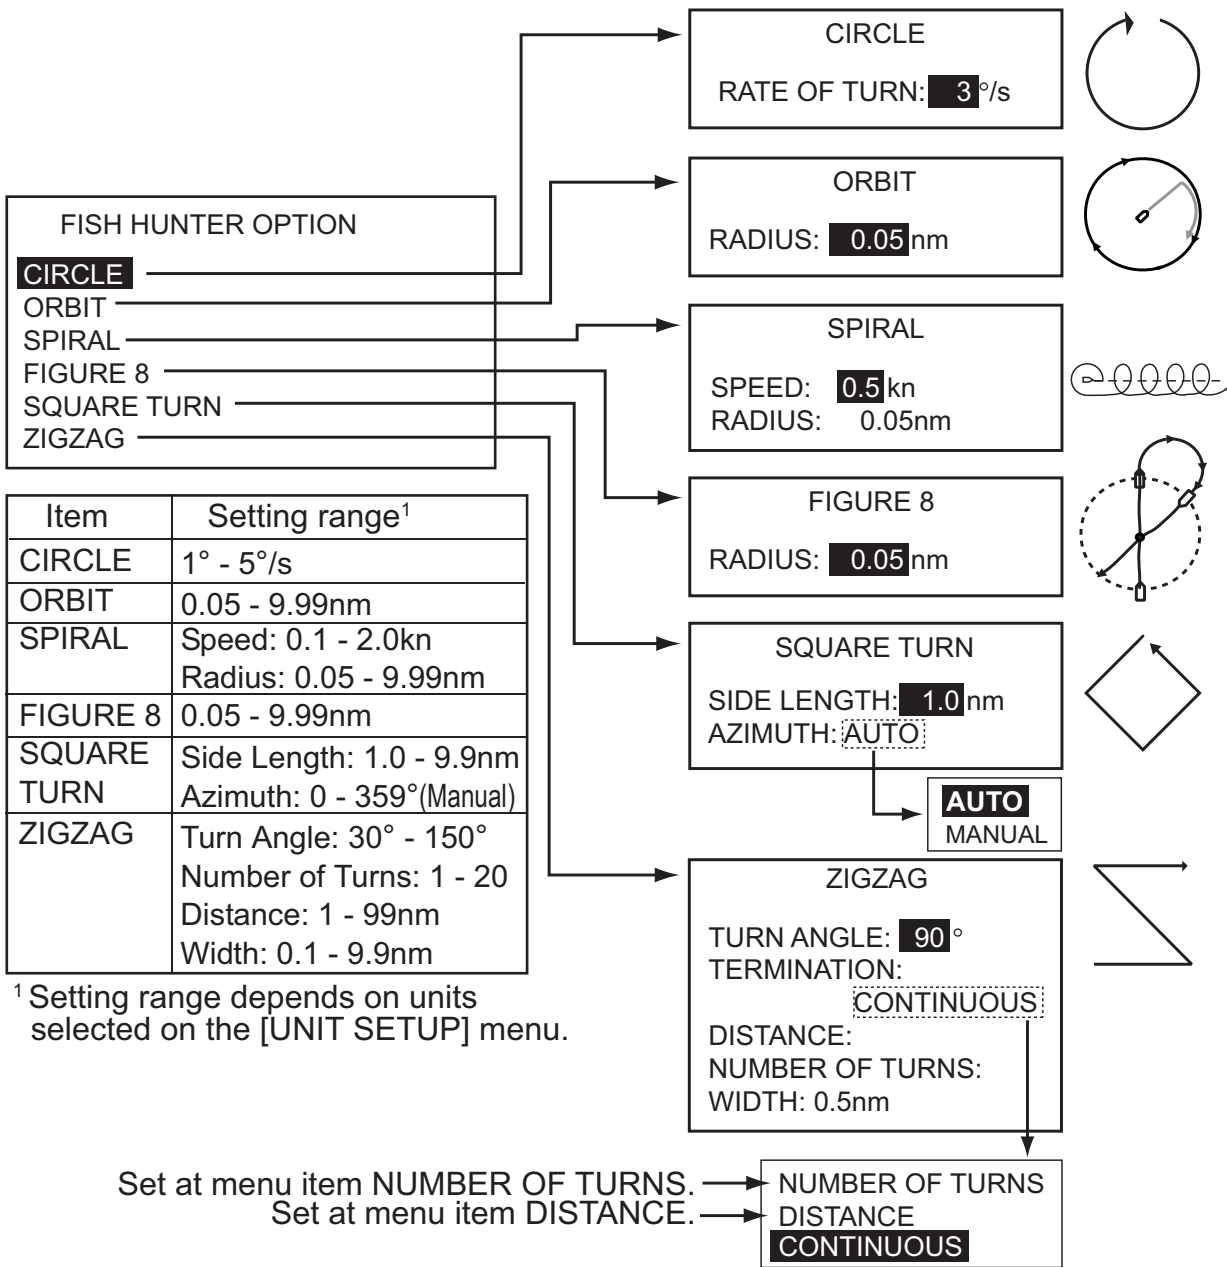 FISH HUNTER OPTION
CIRCLE
ORBIT
SPIRAL
FIGURE 8
SQUARE TURN
ZIGZAG
Item Setting range¹
CIRCLE 1° - 5°/s
ORBIT 0.05 - 9.99nm
SPIRAL Speed: 0.1 - 2.0kn
Radius: 0.05 - 9.99nm
FIGURE 8 0.05 - 9.99nm
SQUARE Side Length: 1.0 - 9.9nm
TURN Azimuth: 0 - 359°(Manual)
ZIGZAG Turn Angle: 30° - 150°
Number of Turns: 1 - 20
Distance: 1 - 99nm
Width: 0.1 - 9.9nm
¹ Setting range depends on units
selected on the [UNIT SETUP] menu.
CIRCLE
RATE OF TURN: 3 °/s
ORBIT
RADIUS: 0.05 nm
SPIRAL
SPEED: 0.5 kn
RADIUS: 0.05nm
FIGURE 8
RADIUS: 0.05 nm
SQUARE TURN
SIDE LENGTH: 1.0 nm
AZIMUTH: AUTO
AUTO
MANUAL
ZIGZAG
TURN ANGLE: 90 °
TERMINATION:
CONTINUOUS
DISTANCE:
NUMBER OF TURNS:
WIDTH: 0.5nm
Set at menu item NUMBER OF TURNS.
Set at menu item DISTANCE.
NUMBER OF TURNS
DISTANCE
CONTINUOUS